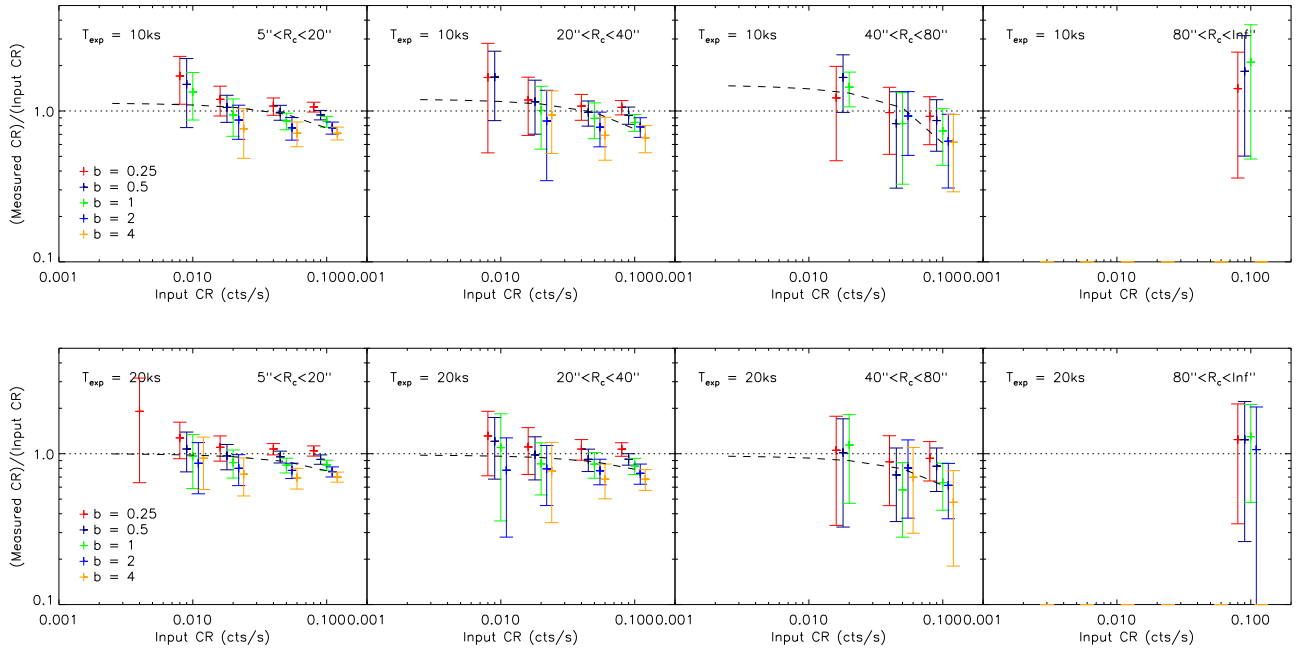 T_exp = 10ks 5"<R_c<20"
T_exp = 10ks 20"<R_c<40"
T_exp = 10ks 40"<R_c<80"
T_exp = 10ks 80"<R_c<Inf"
(Measured CR)/(Input CR)
1.0
0.1
b = 0.25
b = 0.5
b = 1
b = 2
b = 4
0.001 0.010 0.1000.001 0.010 0.1000.001 0.010 0.1000.001 0.010 0.100
Input CR (cts/s) Input CR (cts/s) Input CR (cts/s) Input CR (cts/s)
T_exp = 20ks 5"<R_c<20"
T_exp = 20ks 20"<R_c<40"
T_exp = 20ks 40"<R_c<80"
T_exp = 20ks 80"<R_c<Inf"
(Measured CR)/(Input CR)
1.0
0.1
b = 0.25
b = 0.5
b = 1
b = 2
b = 4
0.001 0.010 0.1000.001 0.010 0.1000.001 0.010 0.1000.001 0.010 0.100
Input CR (cts/s) Input CR (cts/s) Input CR (cts/s) Input CR (cts/s)